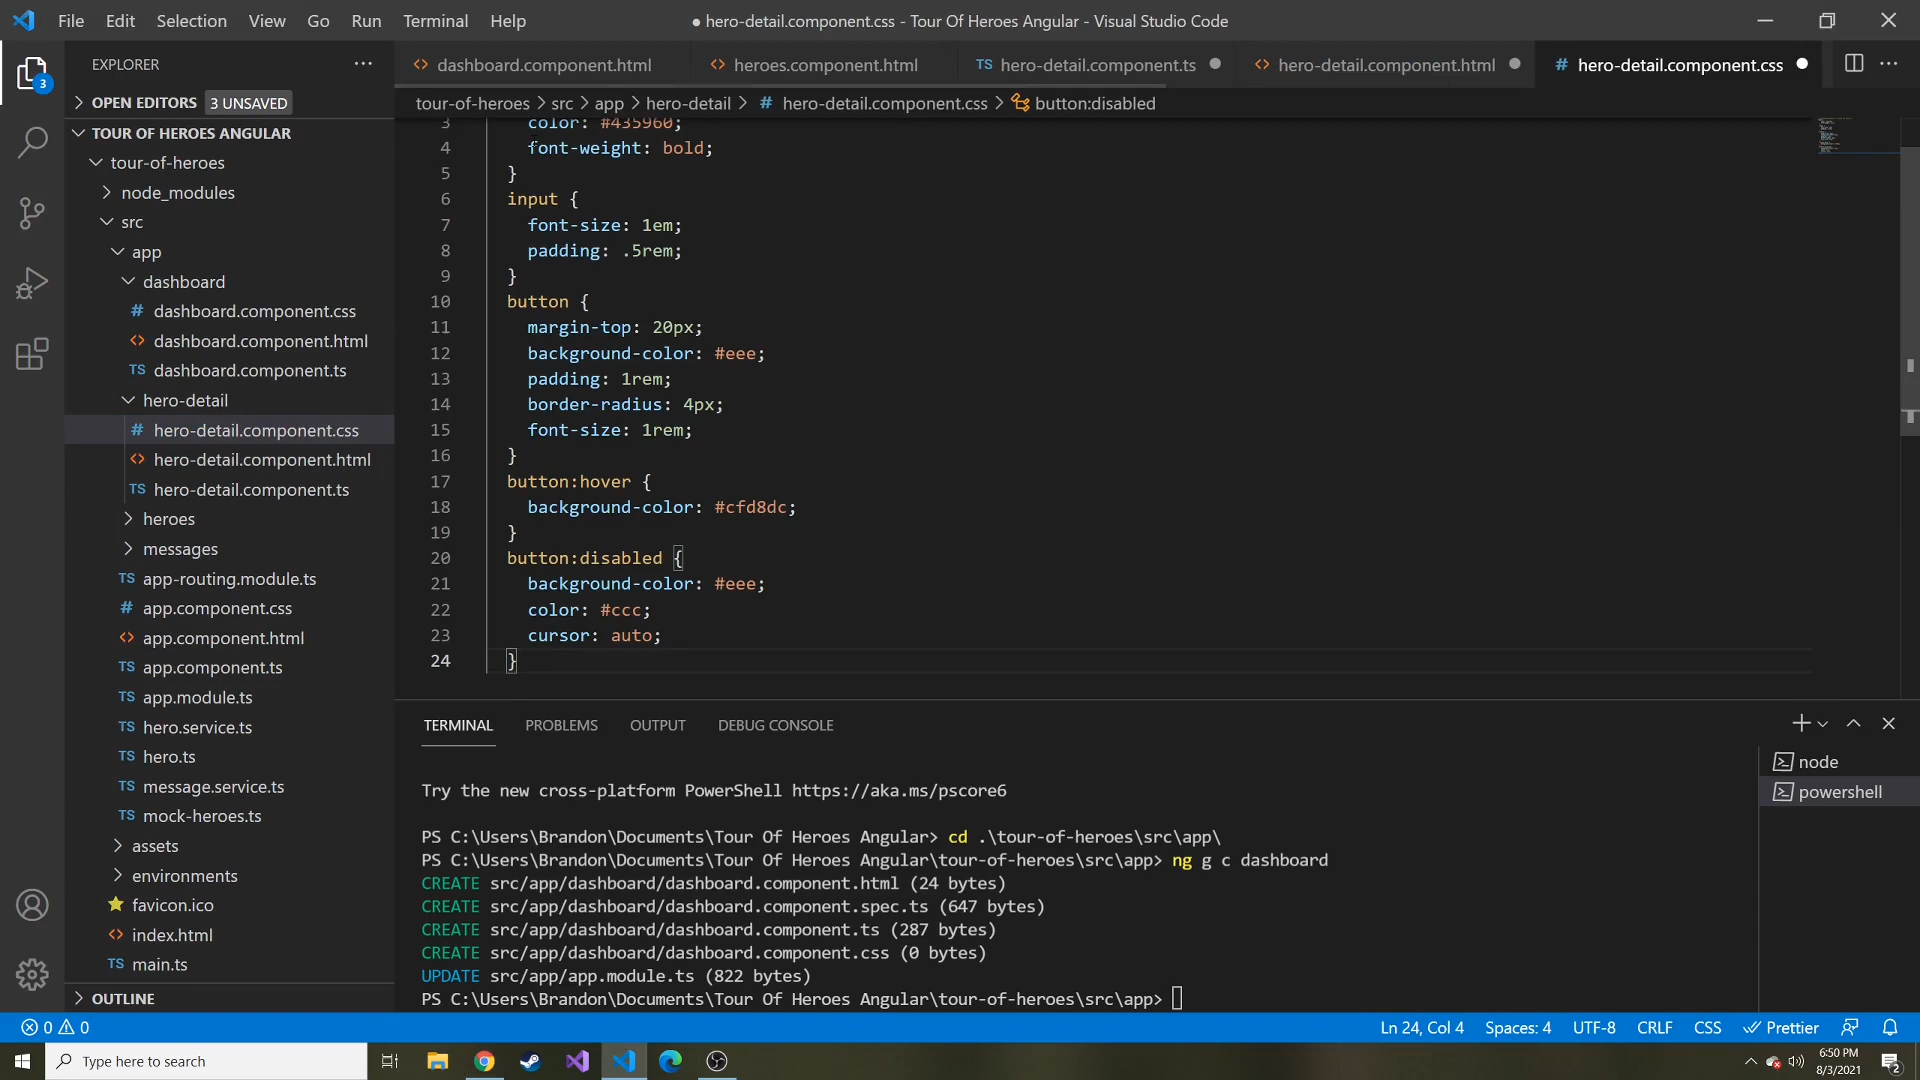 File Edit Selection View Go Run Terminal Help
● hero-detail.component.css - Tour Of Heroes Angular - Visual Studio Code
EXPLORER
dashboard.component.html
heroes.component.html
TS hero-detail.component.ts
hero-detail.component.html
# hero-detail.component.css
3
OPEN EDITORS 3 UNSAVED
tour-of-heroes > src > app > hero-detail > # hero-detail.component.css > button:disabled
TOUR OF HEROES ANGULAR
tour-of-heroes
node_modules
src
app
dashboard
# dashboard.component.css
dashboard.component.html
TS dashboard.component.ts
hero-detail
# hero-detail.component.css
hero-detail.component.html
TS hero-detail.component.ts
heroes
messages
TS app-routing.module.ts
# app.component.css
app.component.html
TS app.component.ts
TS app.module.ts
TS hero.service.ts
TS hero.ts
TS message.service.ts
TS mock-heroes.ts
assets
environments
favicon.ico
index.html
TS main.ts
OUTLINE
3 color: #435960;
4 font-weight: bold;
5 }
6 input {
7 font-size: 1em;
8 padding: .5rem;
9 }
10 button {
11 margin-top: 20px;
12 background-color: #eee;
13 padding: 1rem;
14 border-radius: 4px;
15 font-size: 1rem;
16 }
17 button:hover {
18 background-color: #cfd8dc;
19 }
20 button:disabled {
21 background-color: #eee;
22 color: #ccc;
23 cursor: auto;
24 }
TERMINAL PROBLEMS OUTPUT DEBUG CONSOLE
node
powershell
Try the new cross-platform PowerShell https://aka.ms/pscore6
PS C:\Users\Brandon\Documents\Tour Of Heroes Angular> cd .\tour-of-heroes\src\app\
PS C:\Users\Brandon\Documents\Tour Of Heroes Angular\tour-of-heroes\src\app> ng g c dashboard
CREATE src/app/dashboard/dashboard.component.html (24 bytes)
CREATE src/app/dashboard/dashboard.component.spec.ts (647 bytes)
CREATE src/app/dashboard/dashboard.component.ts (287 bytes)
CREATE src/app/dashboard/dashboard.component.css (0 bytes)
UPDATE src/app/app.module.ts (822 bytes)
PS C:\Users\Brandon\Documents\Tour Of Heroes Angular\tour-of-heroes\src\app>
0 0
Ln 24, Col 4 Spaces: 4 UTF-8 CRLF CSS Prettier
Type here to search
6:50 PM
8/3/2021
2